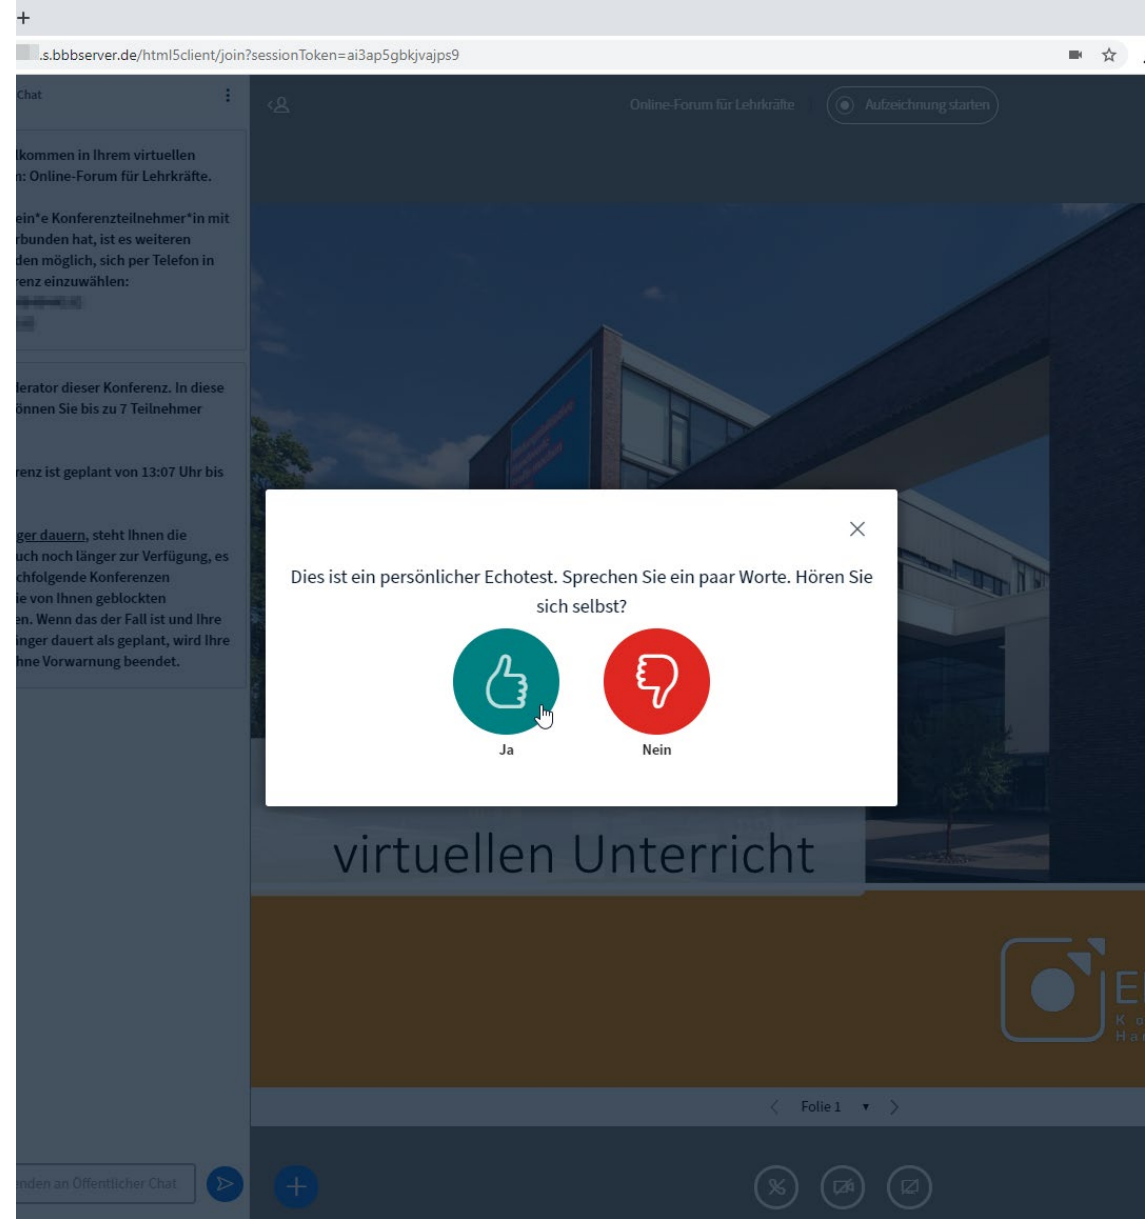 +
.s.bbbserver.de/html5client/join?sessionToken=ai3ap5gbkjvajps9
Chat
lkommen in Ihrem virtuellen
n: Online-Forum für Lehrkräfte.
ein*e Konferenzteilnehmer*in mit
rbunden hat, ist es weiteren
den möglich, sich per Telefon in
renz einzuwählen:
lerator dieser Konferenz. In diese
önnen Sie bis zu 7 Teilnehmer
renz ist geplant von 13:07 Uhr bis
ger dauern, steht Ihnen die
uch noch länger zur Verfügung, es
chfolgende Konferenzen
ie von Ihnen geblockten
en. Wenn das der Fall ist und Ihre
änger dauert als geplant, wird Ihre
hne Vorwarnung beendet.
enden an Öffentlicher Chat
Online-Forum für Lehrkräfte
Aufzeichnung starten
Dies ist ein persönlicher Echotest. Sprechen Sie ein paar Worte. Hören Sie
sich selbst?
Ja
Nein
virtuellen Unterricht
Folie 1